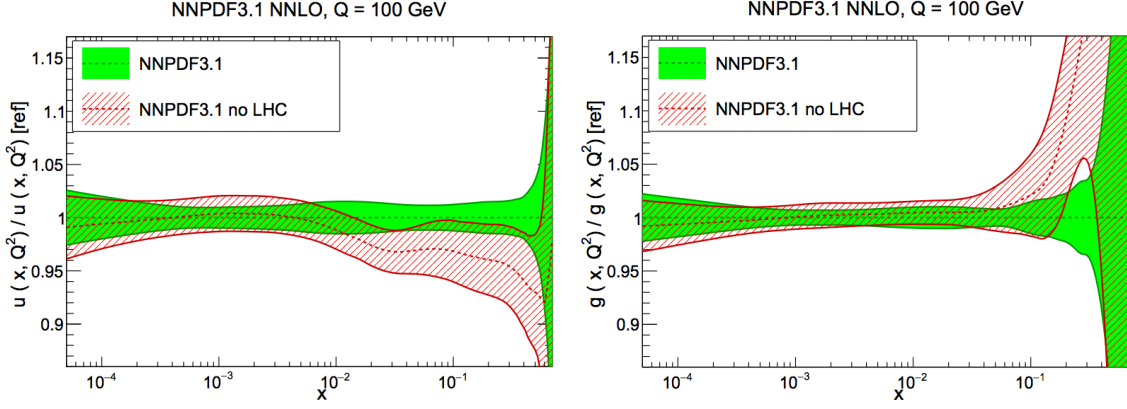 NNPDF3.1 NNLO, Q = 100 GeV
u ( x, Q²) / u ( x, Q²) [ref]
1.15
1.1
1.05
1
0.95
0.9
NNPDF3.1
NNPDF3.1 no LHC
10⁻⁴ 10⁻³ 10⁻² 10⁻¹
x
NNPDF3.1 NNLO, Q = 100 GeV
g ( x, Q²) / g ( x, Q²) [ref]
1.15
1.1
1.05
1
0.95
0.9
NNPDF3.1
NNPDF3.1 no LHC
10⁻⁴ 10⁻³ 10⁻² 10⁻¹
x